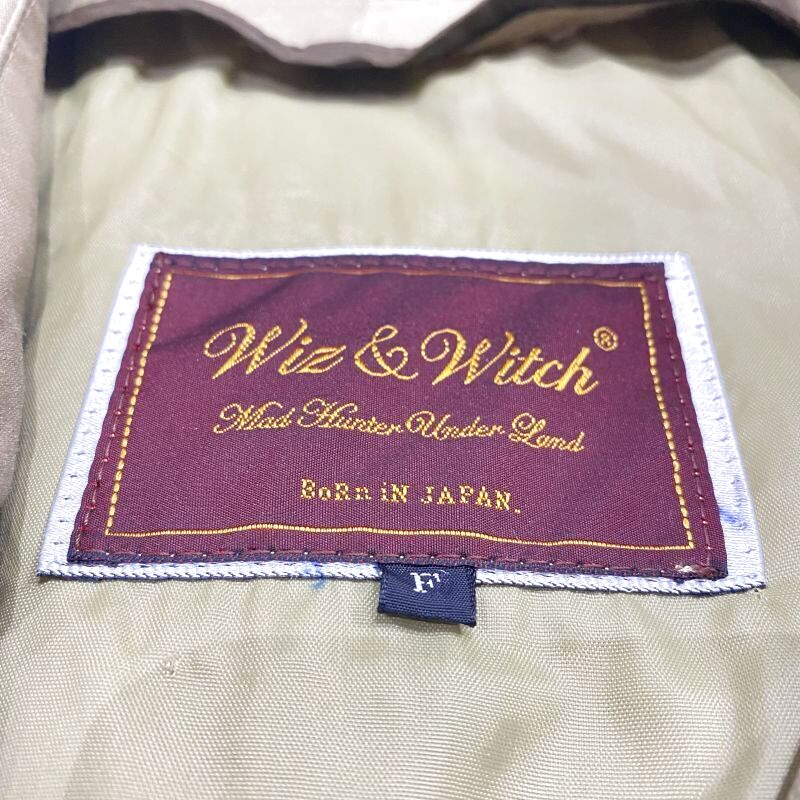 Wiz & Witch®
Mad Hunter Under Land
BoRn iN JAPAN.
F